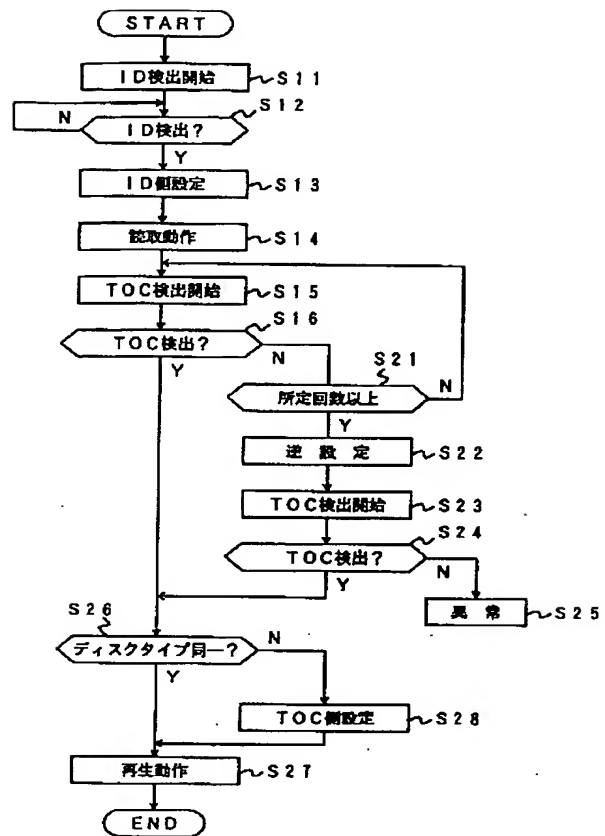 START
ID検出開始 S11
S12
N
ID検出?
Y
ID側設定 S13
読取動作 S14
TOC検出開始 S15
S16
TOC検出? N
Y
S21
所定回数以上 N
Y
逆 設 定 S22
TOC検出開始 S23
S24
TOC検出? N
Y
異 常 S25
S26
ディスクタイプ同一? N
Y
TOC側設定 S28
再生動作 S27
END